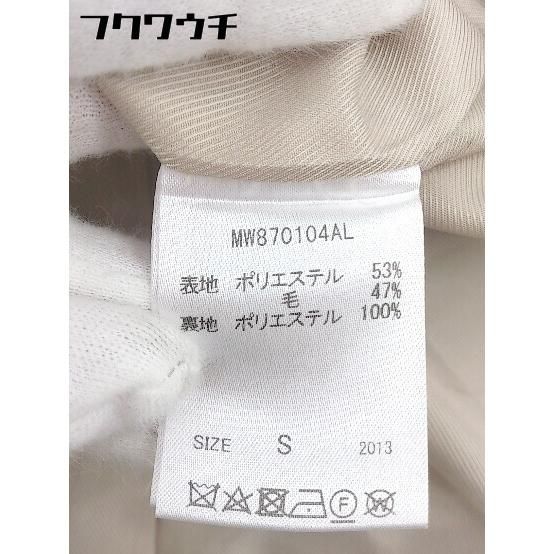 フクワウチ
MW870104AL
表地 ポリエステル 53%
毛 47%
裏地 ポリエステル 100%
SIZE S 2013
F W